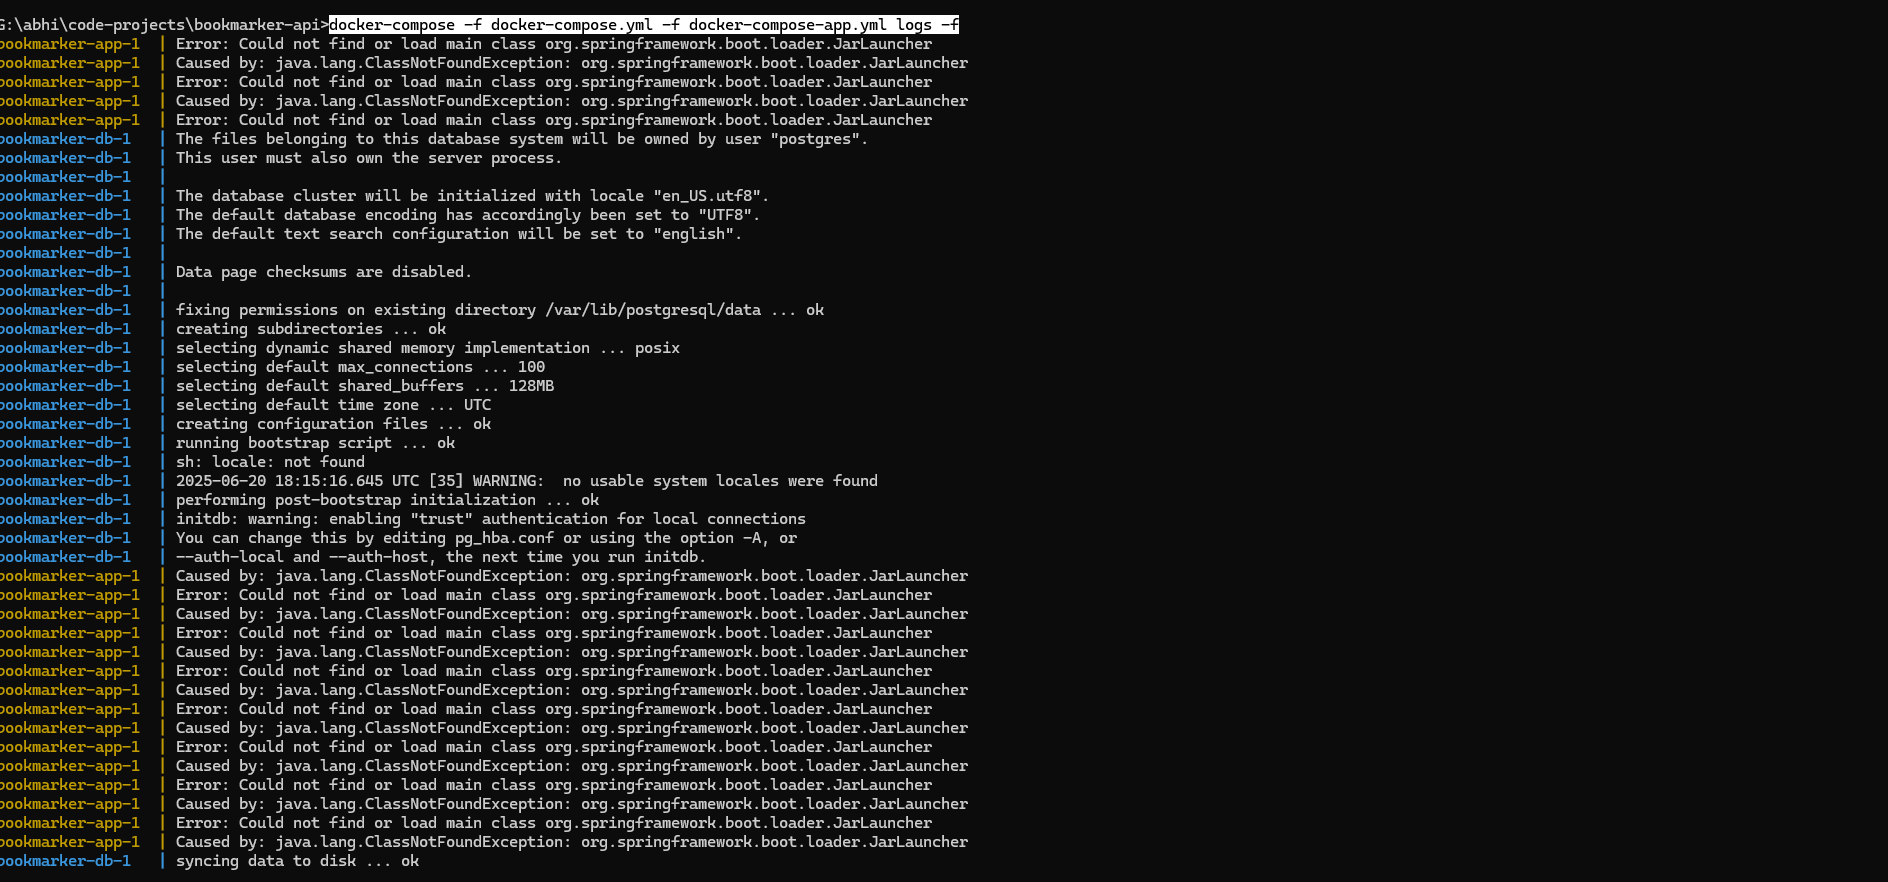 G:\abhi\code-projects\bookmarker-api>docker-compose -f docker-compose.yml -f docker-compose-app.yml logs -f
bookmarker-app-1  | Error: Could not find or load main class org.springframework.boot.loader.JarLauncher
bookmarker-app-1  | Caused by: java.lang.ClassNotFoundException: org.springframework.boot.loader.JarLauncher
bookmarker-app-1  | Error: Could not find or load main class org.springframework.boot.loader.JarLauncher
bookmarker-app-1  | Caused by: java.lang.ClassNotFoundException: org.springframework.boot.loader.JarLauncher
bookmarker-app-1  | Error: Could not find or load main class org.springframework.boot.loader.JarLauncher
bookmarker-db-1   | The files belonging to this database system will be owned by user "postgres".
bookmarker-db-1   | This user must also own the server process.
bookmarker-db-1   |
bookmarker-db-1   | The database cluster will be initialized with locale "en_US.utf8".
bookmarker-db-1   | The default database encoding has accordingly been set to "UTF8".
bookmarker-db-1   | The default text search configuration will be set to "english".
bookmarker-db-1   |
bookmarker-db-1   | Data page checksums are disabled.
bookmarker-db-1   |
bookmarker-db-1   | fixing permissions on existing directory /var/lib/postgresql/data ... ok
bookmarker-db-1   | creating subdirectories ... ok
bookmarker-db-1   | selecting dynamic shared memory implementation ... posix
bookmarker-db-1   | selecting default max_connections ... 100
bookmarker-db-1   | selecting default shared_buffers ... 128MB
bookmarker-db-1   | selecting default time zone ... UTC
bookmarker-db-1   | creating configuration files ... ok
bookmarker-db-1   | running bootstrap script ... ok
bookmarker-db-1   | sh: locale: not found
bookmarker-db-1   | 2025-06-20 18:15:16.645 UTC [35] WARNING:  no usable system locales were found
bookmarker-db-1   | performing post-bootstrap initialization ... ok
bookmarker-db-1   | initdb: warning: enabling "trust" authentication for local connections
bookmarker-db-1   | You can change this by editing pg_hba.conf or using the option -A, or
bookmarker-db-1   | --auth-local and --auth-host, the next time you run initdb.
bookmarker-app-1  | Caused by: java.lang.ClassNotFoundException: org.springframework.boot.loader.JarLauncher
bookmarker-app-1  | Error: Could not find or load main class org.springframework.boot.loader.JarLauncher
bookmarker-app-1  | Caused by: java.lang.ClassNotFoundException: org.springframework.boot.loader.JarLauncher
bookmarker-app-1  | Error: Could not find or load main class org.springframework.boot.loader.JarLauncher
bookmarker-app-1  | Caused by: java.lang.ClassNotFoundException: org.springframework.boot.loader.JarLauncher
bookmarker-app-1  | Error: Could not find or load main class org.springframework.boot.loader.JarLauncher
bookmarker-app-1  | Caused by: java.lang.ClassNotFoundException: org.springframework.boot.loader.JarLauncher
bookmarker-app-1  | Error: Could not find or load main class org.springframework.boot.loader.JarLauncher
bookmarker-app-1  | Caused by: java.lang.ClassNotFoundException: org.springframework.boot.loader.JarLauncher
bookmarker-app-1  | Error: Could not find or load main class org.springframework.boot.loader.JarLauncher
bookmarker-app-1  | Caused by: java.lang.ClassNotFoundException: org.springframework.boot.loader.JarLauncher
bookmarker-app-1  | Error: Could not find or load main class org.springframework.boot.loader.JarLauncher
bookmarker-app-1  | Caused by: java.lang.ClassNotFoundException: org.springframework.boot.loader.JarLauncher
bookmarker-app-1  | Error: Could not find or load main class org.springframework.boot.loader.JarLauncher
bookmarker-app-1  | Caused by: java.lang.ClassNotFoundException: org.springframework.boot.loader.JarLauncher
bookmarker-db-1   | syncing data to disk ... ok